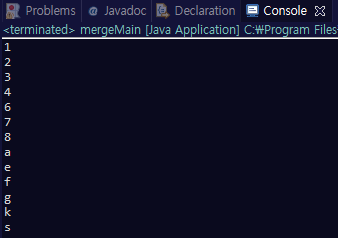 Problems @ Javadoc Declaration Console
<terminated> mergeMain [Java Application] C:₩Program Files
1
2
3
4
6
7
8
a
e
f
g
k
s